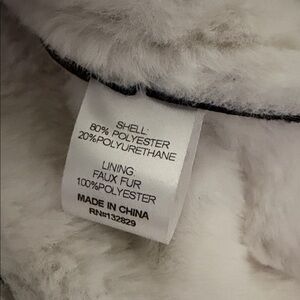 SHELL:
80% POLYESTER
20%POLYURETHANE
LINING
FAUX FUR
100%POLYESTER
MADE IN CHINA
RN#132829